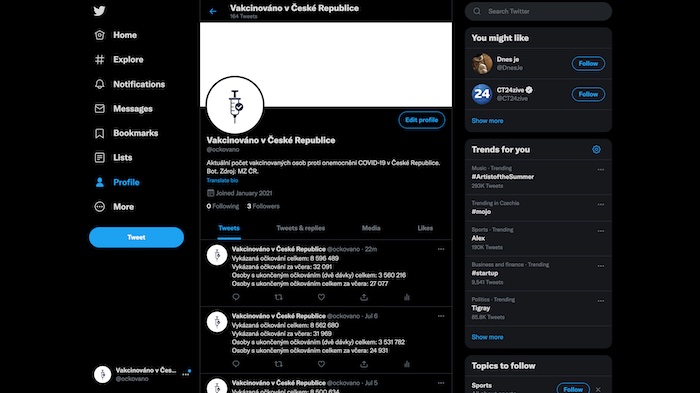 Home
Explore
Notifications
Messages
Bookmarks
Lists
Profile
More
Tweet
Vakcinováno v Čes...
@ockovano
Vakcinováno v České Republice
164 Tweets
Edit profile
Vakcinováno v České Republice
@ockovano
Aktuální počet vakcinovaných osob proti onemocnění COVID-19 v České Republice.
Bot. Zdroj: MZ ČR.
Translate bio
Joined January 2021
0 Following 3 Followers
Tweets Tweets & replies Media Likes
Vakcinováno v České Republice @ockovano · 22m
Vykázaná očkování celkem: 8 595 489
Vykázaná očkování za včera: 32 091
Osoby s ukončeným očkováním (dvě dávky) celkem: 3 560 216
Osoby s ukončeným očkováním celkem za včera: 27 077
Vakcinováno v České Republice @ockovano · Jul 6
Vykázaná očkování celkem: 8 562 680
Vykázaná očkování za včera: 31 969
Osoby s ukončeným očkováním (dvě dávky) celkem: 3 531 782
Osoby s ukončeným očkováním celkem za včera: 24 931
Vakcinováno v České Republice @ockovano · Jul 5
Vykázaná očkování celkem: 8 500 634
Search Twitter
You might like
Dnes je
@DnesJe
Follow
24
CT24zive
@CT24zive
Follow
Show more
Trends for you
Music · Trending
#ArtistoftheSummer
283K Tweets
Trending in Czechia
#mojo
Sports · Trending
Alex
190K Tweets
Business and finance · Trending
#startup
9,541 Tweets
Politics · Trending
Tigray
85.8K Tweets
Show more
Topics to follow
Sports
Follow